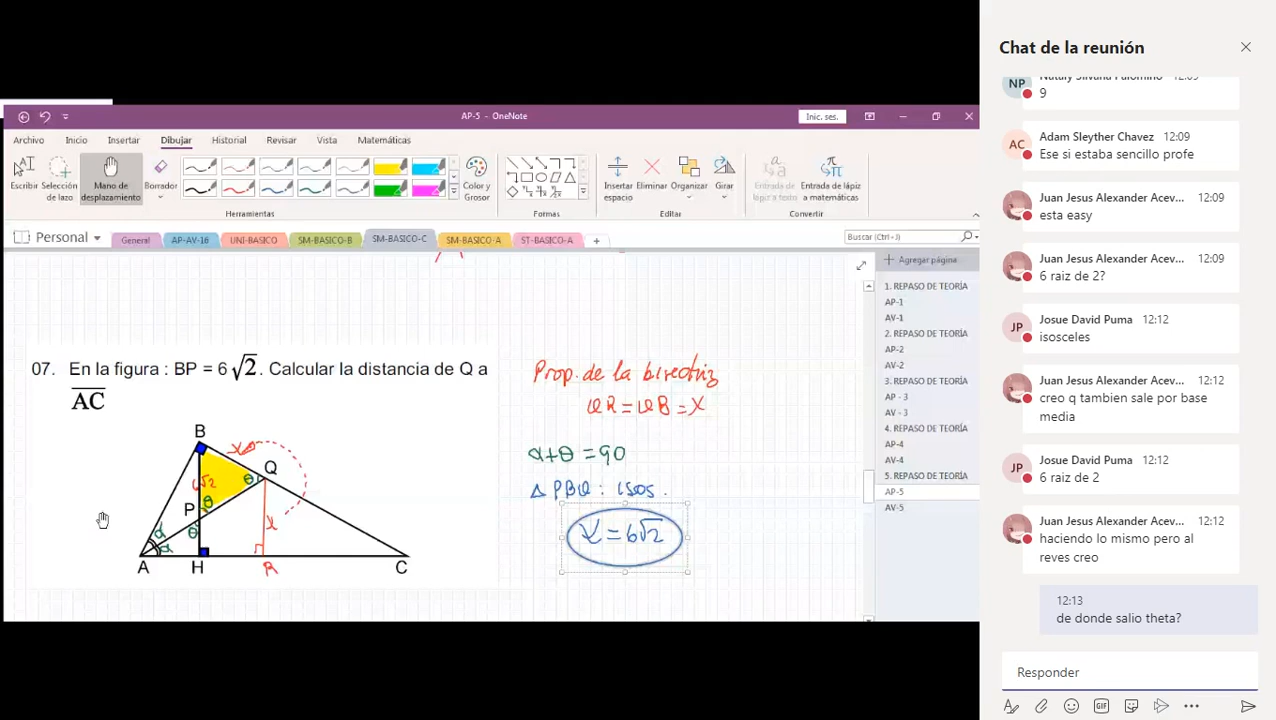 AP-5 - OneNote
Inic. ses.
Archivo Inicio Insertar Dibujar Historial Revisar Vista Matemáticas
Escribir
Selección de lazo
Mano de desplazamiento
Borrador
Color y Grosor
Insertar espacio
Eliminar
Organizar
Girar
Entrada de lápiz a texto
Entrada de lápiz a matemáticas
Herramientas Formas Editar Convertir
Personal General AP-AV-16 UNI-BASICO SM-BASICO-B SM-BASICO-C SM-BASICO-A ST-BASICO-A
Buscar (Ctrl+J)
Agregar página
1. REPASO DE TEORÍA
AP-1
AV-1
2. REPASO DE TEORÍA
AP-2
AV-2
3. REPASO DE TEORÍA
AP - 3
AV - 3
4. REPASO DE TEORÍA
AP-4
AV-4
5. REPASO DE TEORÍA
AP-5
AV-5
07. En la figura : BP = 6 √2. Calcular la distancia de Q a
AC
B
x
Q
6√2
θ
P
θ
α
θ
α
x
A H R C
Prop. de la bisectriz
QR = QB = X
α+θ = 90
Δ PBQ : isos.
X = 6√2
Chat de la reunión
NP
Nataly Silvana Palomino 12:09
9
AC
Adam Sleyther Chavez 12:09
Ese si estaba sencillo profe
Juan Jesus Alexander Acev... 12:09
esta easy
Juan Jesus Alexander Acev... 12:09
6 raiz de 2?
JP
Josue David Puma 12:12
isosceles
Juan Jesus Alexander Acev... 12:12
creo q tambien sale por base
media
JP
Josue David Puma 12:12
6 raiz de 2
Juan Jesus Alexander Acev... 12:12
haciendo lo mismo pero al
reves creo
12:13
de donde salio theta?
Responder
GIF